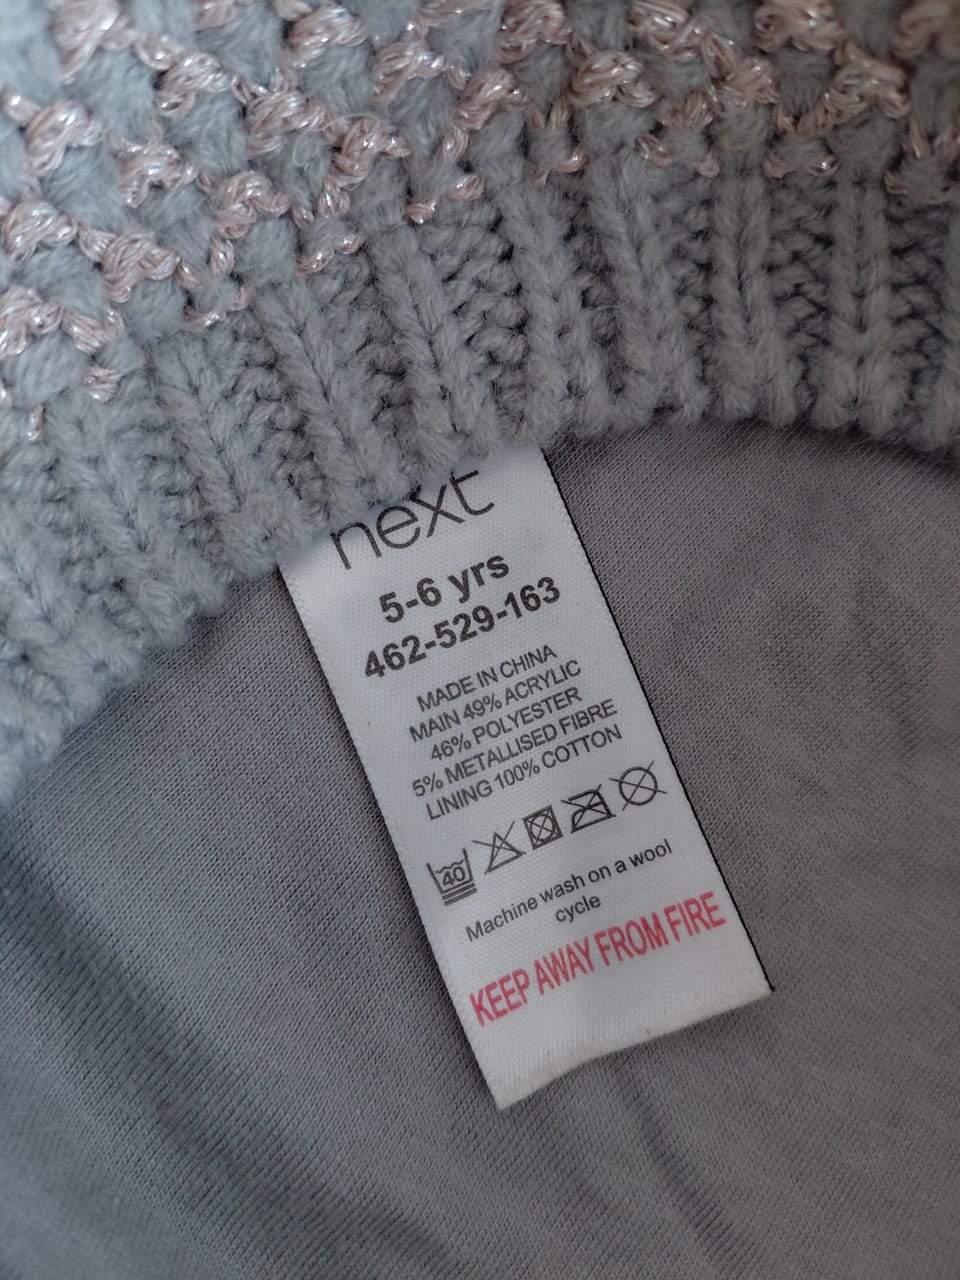 next
5-6 yrs
462-529-163
MADE IN CHINA
MAIN 49% ACRYLIC
46% POLYESTER
5% METALLISED FIBRE
LINING 100% COTTON
40
Machine wash on a wool
cycle
KEEP AWAY FROM FIRE